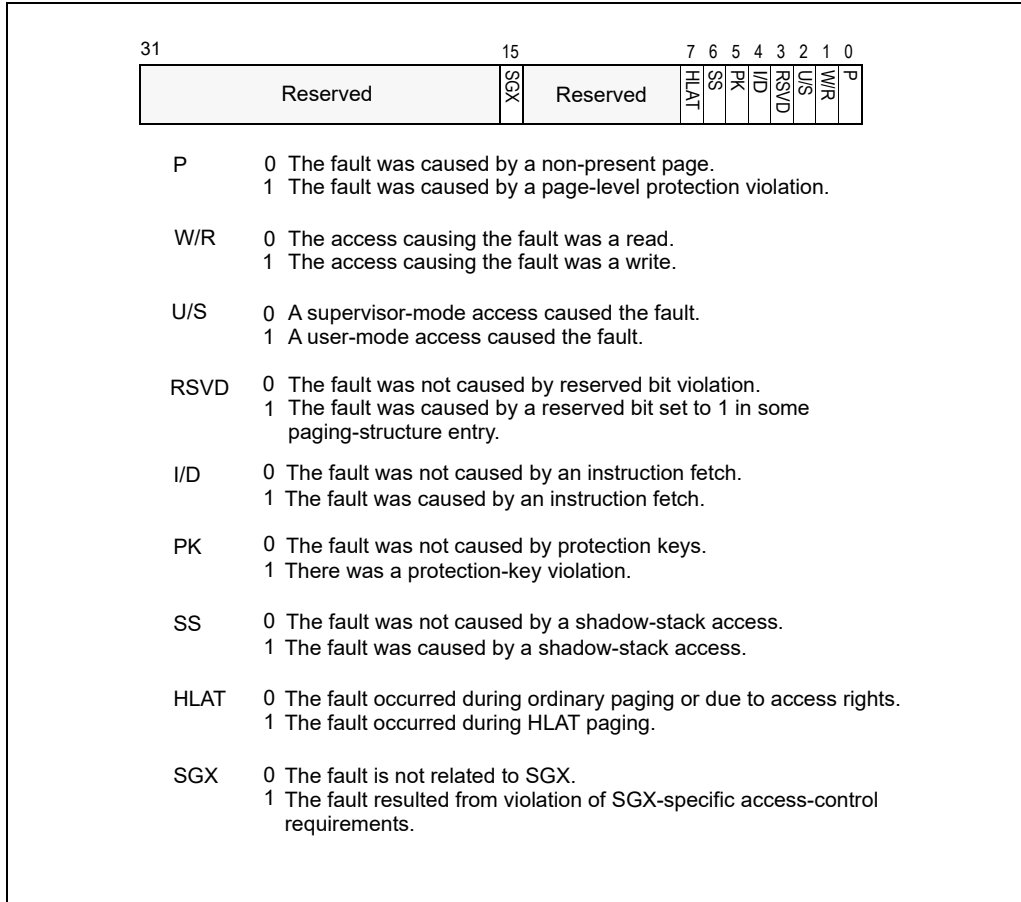 31 15 7 6 5 4 3 2 1 0
Reserved SGX Reserved HLAT SS PK I/D RSVD U/S W/R P
P 0 The fault was caused by a non-present page.
1 The fault was caused by a page-level protection violation.
W/R 0 The access causing the fault was a read.
1 The access causing the fault was a write.
U/S 0 A supervisor-mode access caused the fault.
1 A user-mode access caused the fault.
RSVD 0 The fault was not caused by reserved bit violation.
1 The fault was caused by a reserved bit set to 1 in some
paging-structure entry.
I/D 0 The fault was not caused by an instruction fetch.
1 The fault was caused by an instruction fetch.
PK 0 The fault was not caused by protection keys.
1 There was a protection-key violation.
SS 0 The fault was not caused by a shadow-stack access.
1 The fault was caused by a shadow-stack access.
HLAT 0 The fault occurred during ordinary paging or due to access rights.
1 The fault occurred during HLAT paging.
SGX 0 The fault is not related to SGX.
1 The fault resulted from violation of SGX-specific access-control
requirements.